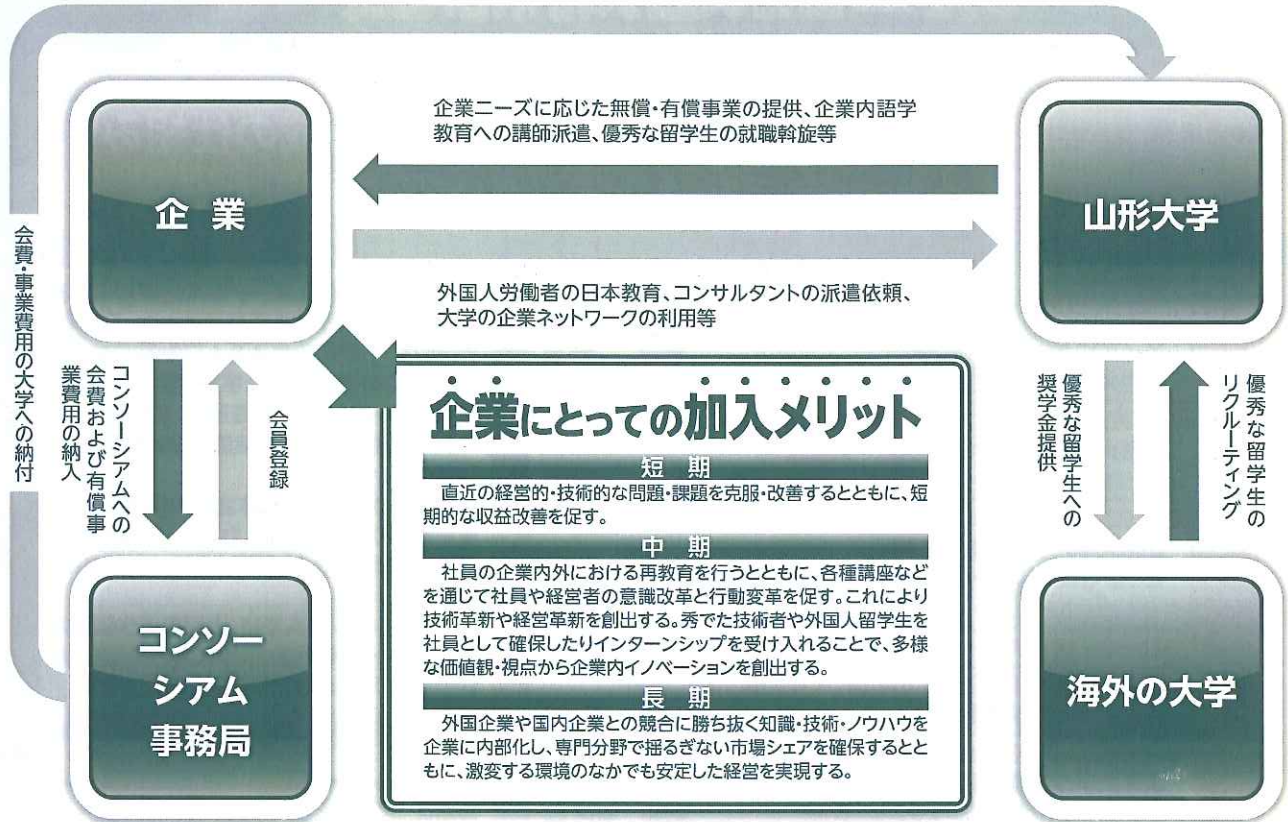 企業ニーズに応じた無償・有償事業の提供、企業内語学
教育への講師派遣、優秀な留学生の就職斡旋等
企業
山形大学
外国人労働者の日本教育、コンサルタントの派遣依頼、
大学の企業ネットワークの利用等
会費・事業費用の大学への納付
コンソーシアムへの
会費および有償事
業費用の納入
会員登録
企業にとっての加入メリット
短期
直近の経営的・技術的な問題・課題を克服・改善するとともに、短
期的な収益改善を促す。
中期
社員の企業内外における再教育を行うとともに、各種講座など
を通じて社員や経営者の意識改革と行動変革を促す。これにより
技術革新や経営革新を創出する。秀でた技術者や外国人留学生を
社員として確保したりインターンシップを受け入れることで、多様
な価値観・視点から企業内イノベーションを創出する。
長期
外国企業や国内企業との競合に勝ち抜く知識・技術・ノウハウを
企業に内部化し、専門分野で揺るぎない市場シェアを確保するとと
もに、激変する環境のなかでも安定した経営を実現する。
優秀な留学生への
奨学金提供
優秀な留学生の
リクルーティング
コンソー
シアム
事務局
海外の大学